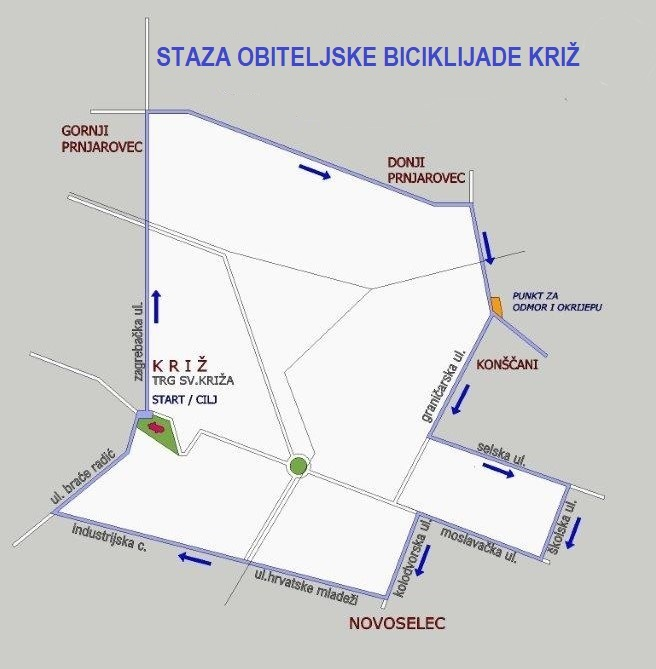 STAZA OBITELJSKE BICIKLIJADE KRIŽ
GORNJI
PRNJAROVEC
DONJI
PRNJAROVEC
PUNKT ZA
ODMOR I OKRIJEPU
zagrebačka ul.
KRIŽ
TRG SV.KRIŽA
START / CILJ
KONŠČANI
graničarska ul.
selska ul.
ul. braće radić
školska ul.
industrijska c.
moslavačka ul.
kolodvorska ul.
ul.hrvatske mladeži
NOVOSELEC